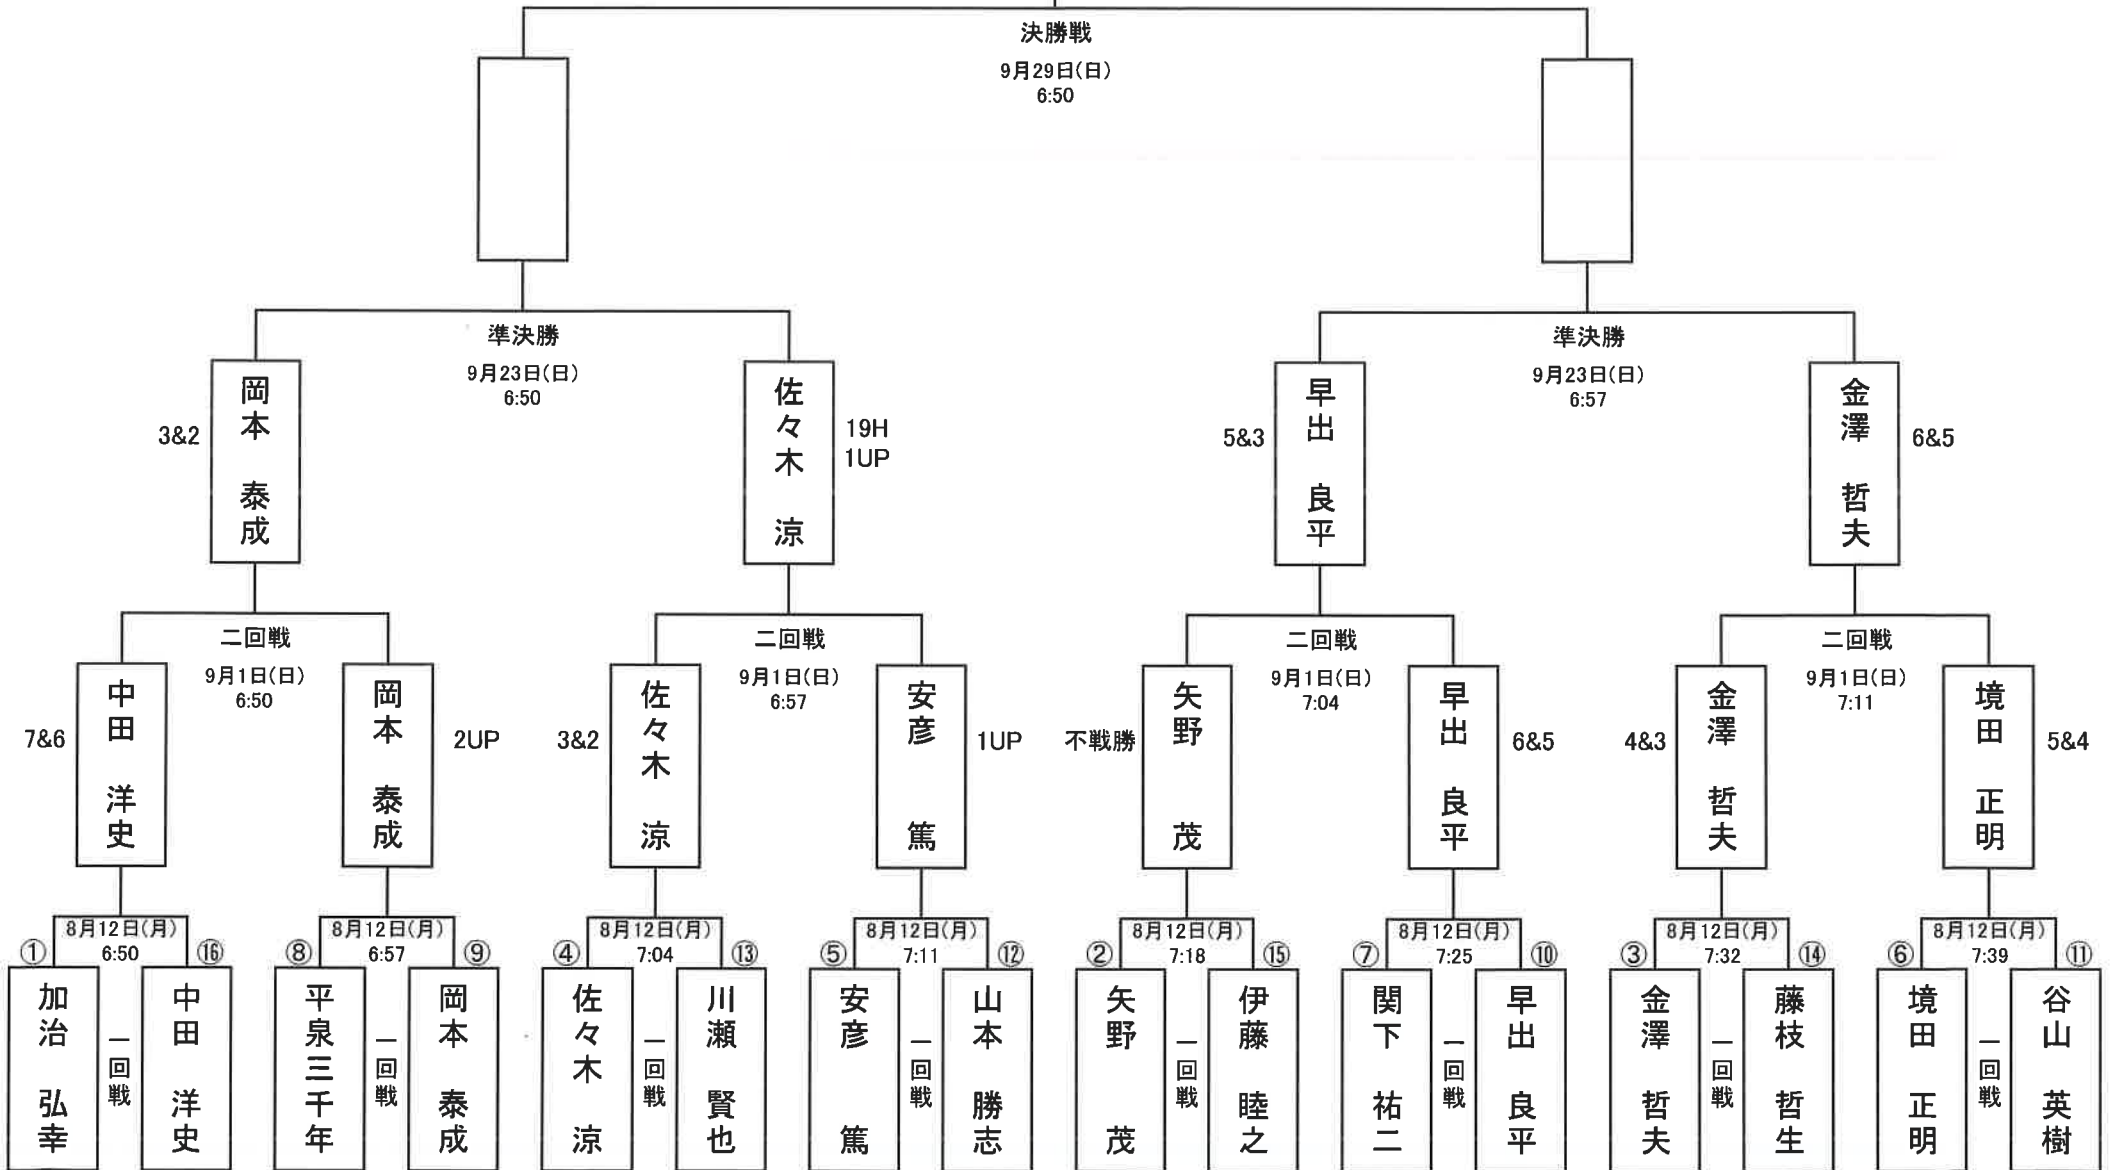 決勝戦
9月29日(日)
6:50
準決勝
9月23日(日)
6:50
準決勝
9月23日(日)
6:57
3&2
岡本 泰成
佐々木 涼
19H
1UP
5&3
早出 良平
金澤 哲夫
6&5
二回戦
9月1日(日)
6:50
二回戦
9月1日(日)
6:57
二回戦
9月1日(日)
7:04
二回戦
9月1日(日)
7:11
7&6
中田 洋史
岡本 泰成
2UP
3&2
佐々木 涼
安彦 篤
1UP
不戦勝
矢野 茂
早出 良平
6&5
4&3
金澤 哲夫
境田 正明
5&4
8月12日(月)
6:50
8月12日(月)
6:57
8月12日(月)
7:04
8月12日(月)
7:11
8月12日(月)
7:18
8月12日(月)
7:25
8月12日(月)
7:32
8月12日(月)
7:39
①
加治 弘幸
一回戦
⑯
中田 洋史
⑧
平泉三千年
一回戦
⑨
岡本 泰成
④
佐々木 涼
一回戦
⑬
川瀬 賢也
⑤
安彦 篤
一回戦
⑫
山本 勝志
②
矢野 茂
一回戦
⑮
伊藤 睦之
⑦
関下 祐二
一回戦
⑩
早出 良平
③
金澤 哲夫
一回戦
⑭
藤枝 哲生
⑥
境田 正明
一回戦
⑪
谷山 英樹